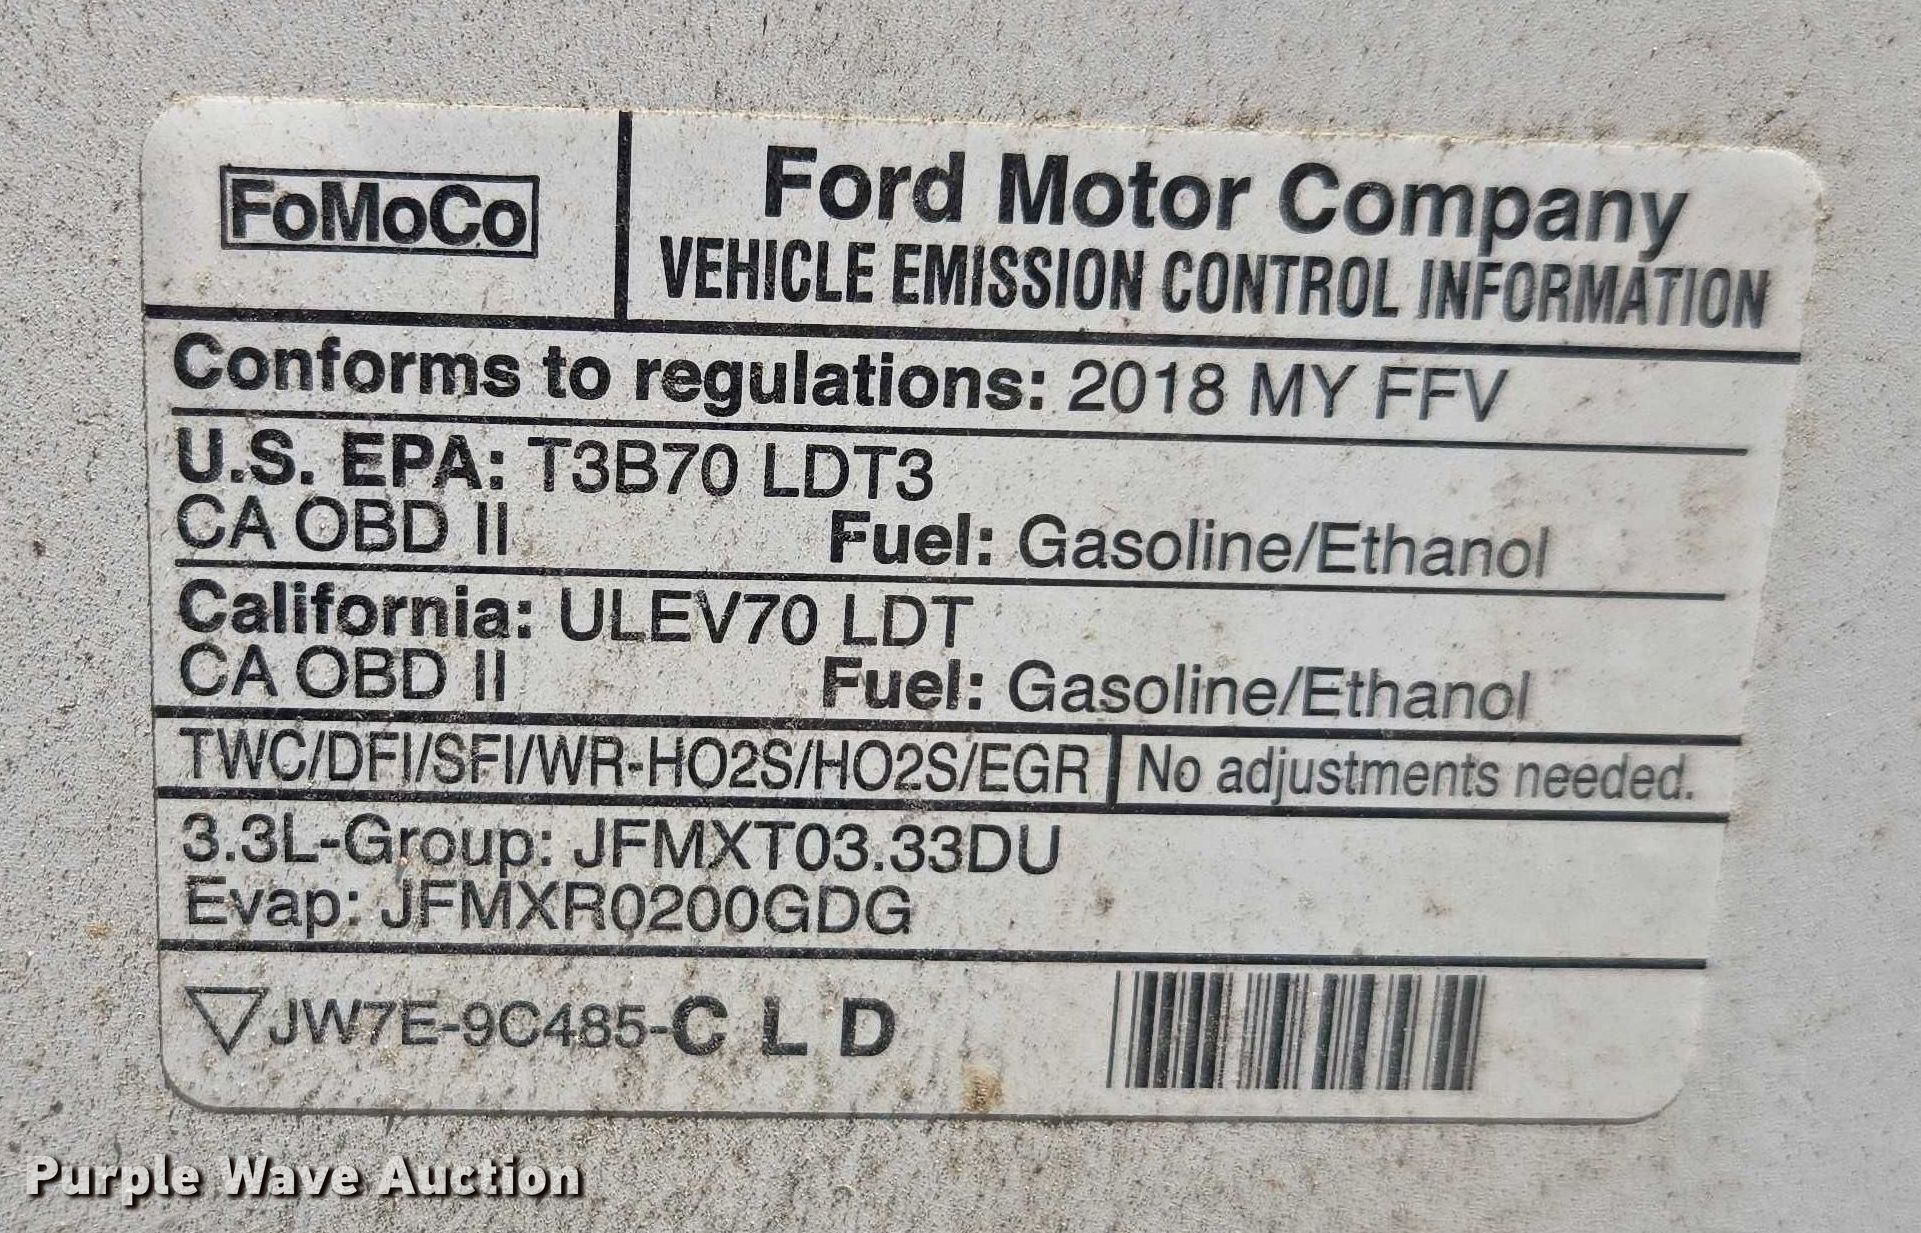 FoMoCo
Ford Motor Company
VEHICLE EMISSION CONTROL INFORMATION
Conforms to regulations: 2018 MY FFV
U.S. EPA: T3B70 LDT3
CA OBD II Fuel: Gasoline/Ethanol
California: ULEV70 LDT
CA OBD II Fuel: Gasoline/Ethanol
TWC/DFI/SFI/WR-HO2S/HO2S/EGR No adjustments needed.
3.3L-Group: JFMXT03.33DU
Evap: JFMXR0200GDG
JW7E-9C485-C L D
Purple Wave Auction